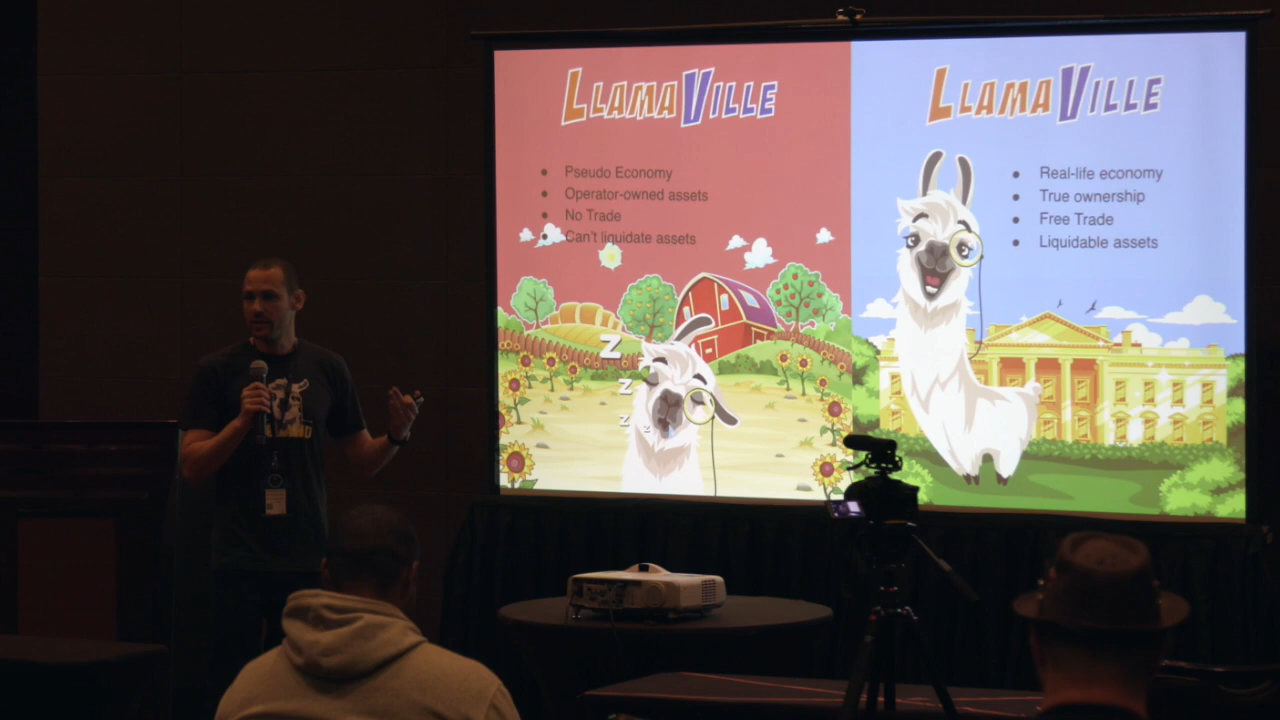 LLAMAVILLE
• Pseudo Economy
• Operator-owned assets
• No Trade
• Can't liquidate assets
Z
Z
z
z
LLAMAVILLE
• Real-life economy
• True ownership
• Free Trade
• Liquidable assets